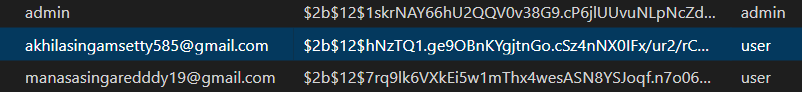 admin $2b$12$1skrNAY66hU2QQV0v38G9.cP6jlUUvuNLpNcZd... admin
akhilasingamsetty585@gmail.com $2b$12$hNzTQ1.ge9OBnKYgjtnGo.cSz4nNX0IFx/ur2/rC... user
manasasingaredddy19@gmail.com $2b$12$7rq9lk6VXkEi5w1mThx4wesASN8YSJoqf.n7o06... user